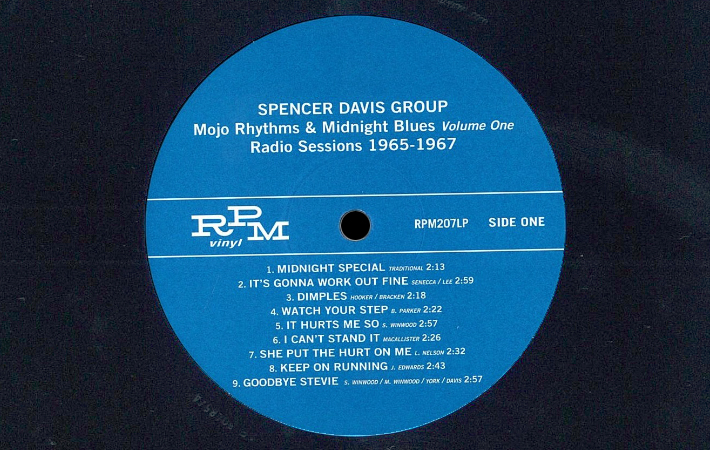 SPENCER DAVIS GROUP
Mojo Rhythms & Midnight Blues Volume One
Radio Sessions 1965-1967
RPM
vinyl
RPM207LP SIDE ONE
1. MIDNIGHT SPECIAL TRADITIONAL 2:13
2. IT'S GONNA WORK OUT FINE SENECCA / LEE 2:59
3. DIMPLES HOOKER / BRACKEN 2:18
4. WATCH YOUR STEP B. PARKER 2:22
5. IT HURTS ME SO S. WINWOOD 2:57
6. I CAN'T STAND IT MACALLISTER 2:26
7. SHE PUT THE HURT ON ME L. NELSON 2:32
8. KEEP ON RUNNING J. EDWARDS 2:43
9. GOODBYE STEVIE S. WINWOOD / M. WINWOOD / YORK / DAVIS 2:57